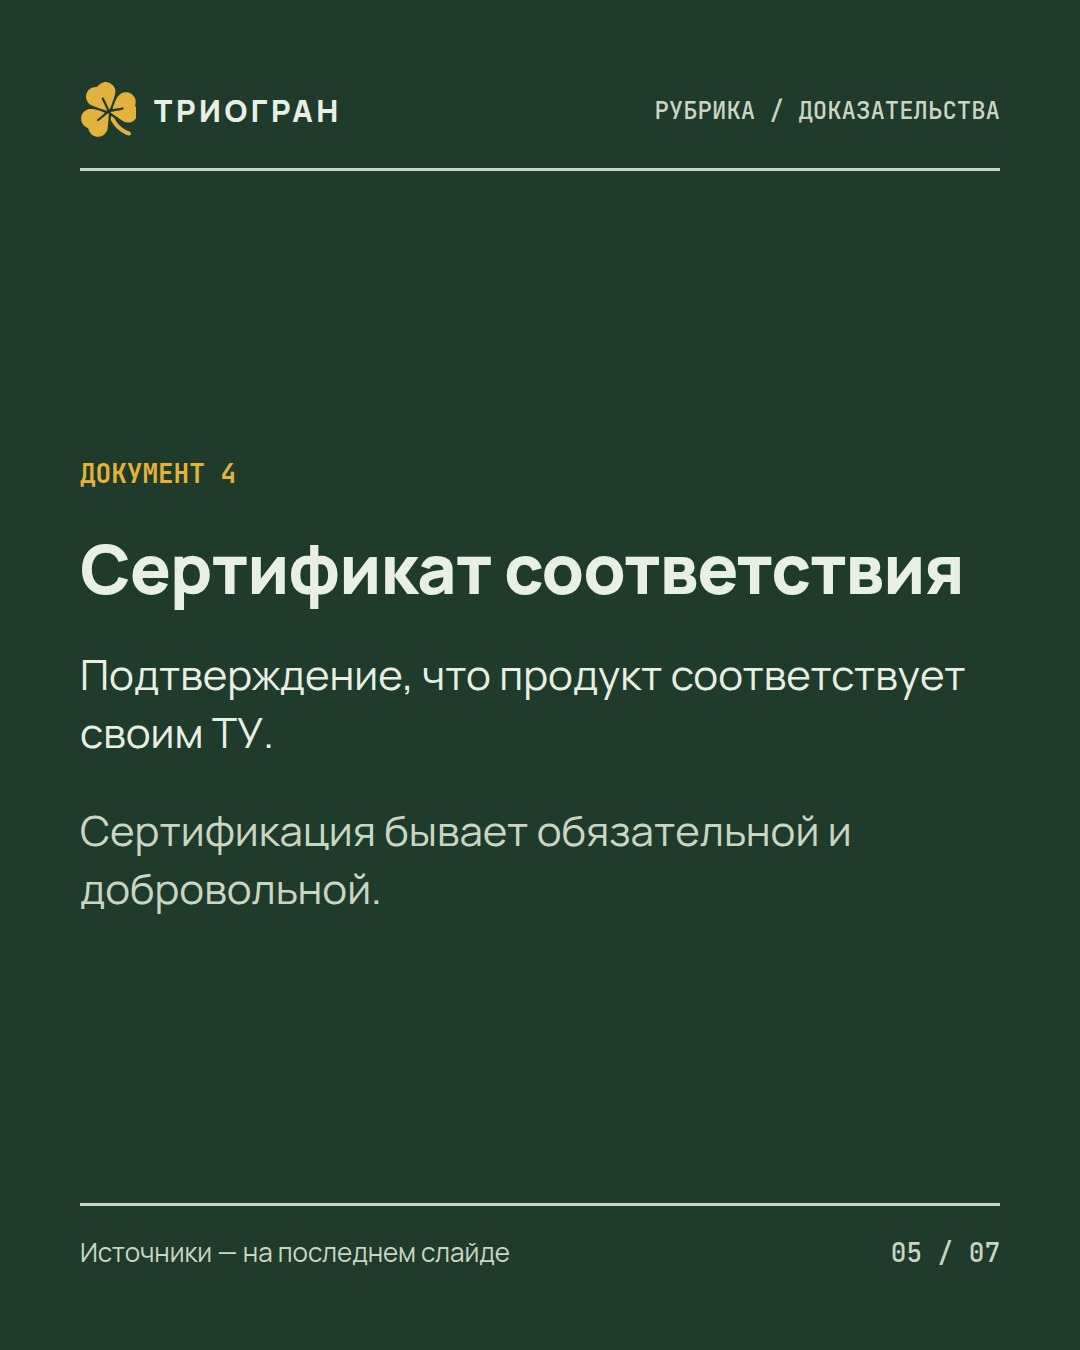 ТРИОГРАН
РУБРИКА / ДОКАЗАТЕЛЬСТВА
ДОКУМЕНТ 4
Сертификат соответствия
Подтверждение, что продукт соответствует
своим ТУ.
Сертификация бывает обязательной и
добровольной.
Источники — на последнем слайде
05 / 07